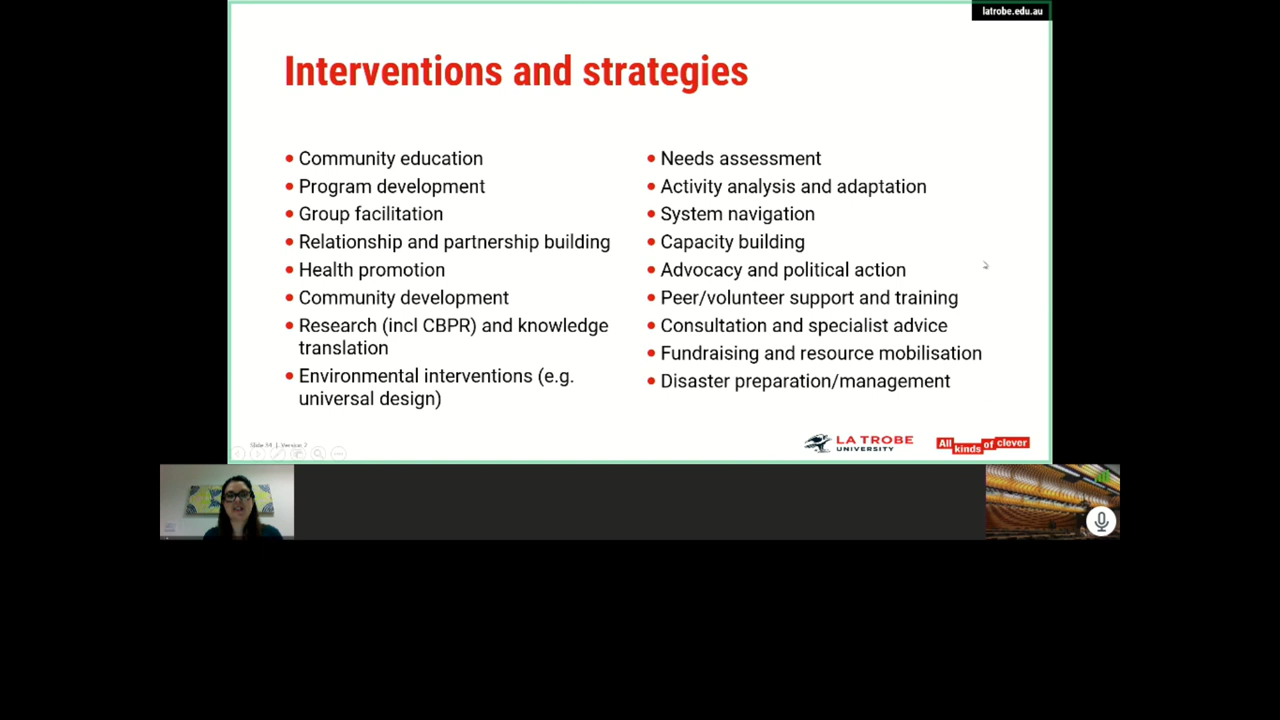 latrobe.edu.au
Interventions and strategies
• Community education
• Program development
• Group facilitation
• Relationship and partnership building
• Health promotion
• Community development
• Research (incl CBPR) and knowledge
translation
• Environmental interventions (e.g.
universal design)
• Needs assessment
• Activity analysis and adaptation
• System navigation
• Capacity building
• Advocacy and political action
• Peer/volunteer support and training
• Consultation and specialist advice
• Fundraising and resource mobilisation
• Disaster preparation/management
LA TROBE
UNIVERSITY
All kinds of clever